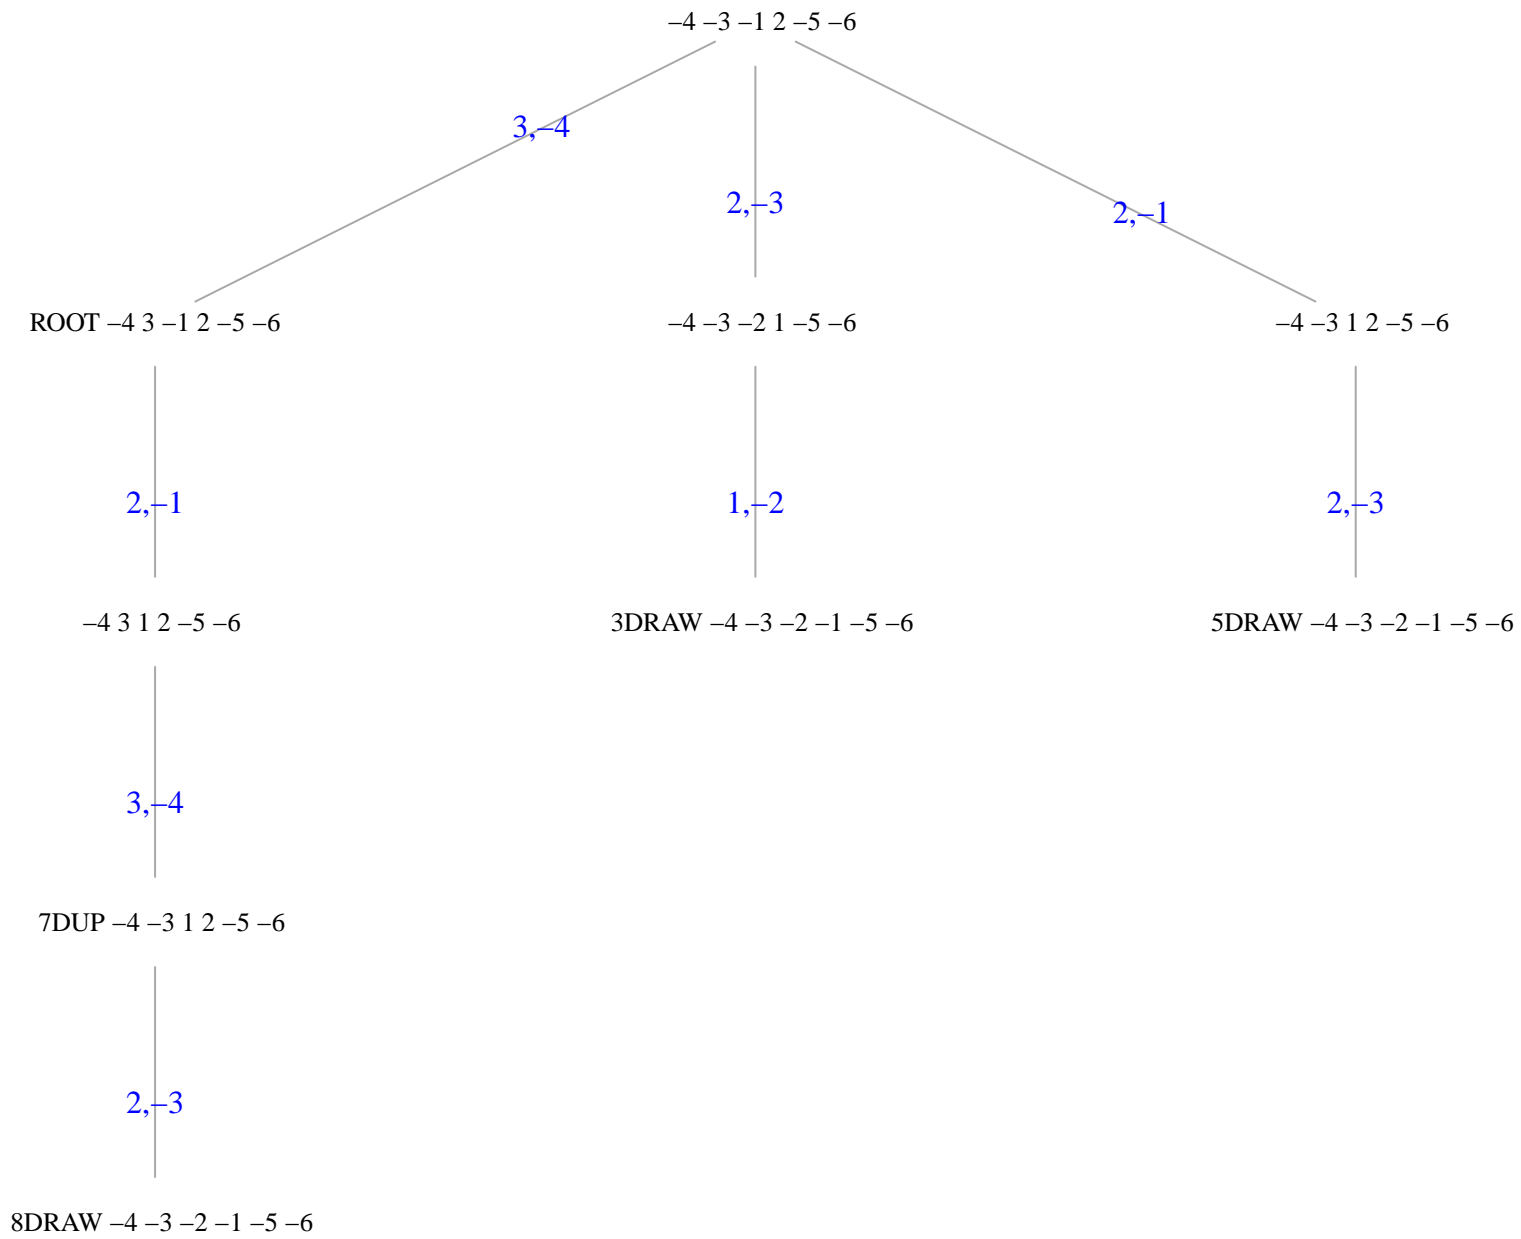 –4 –3 –1 2 –5 –6
3,–4
2,–3
2,–1
ROOT –4 3 –1 2 –5 –6
–4 –3 –2 1 –5 –6
–4 –3 1 2 –5 –6
2,–1
1,–2
2,–3
–4 3 1 2 –5 –6
3DRAW –4 –3 –2 –1 –5 –6
5DRAW –4 –3 –2 –1 –5 –6
3,–4
7DUP –4 –3 1 2 –5 –6
2,–3
8DRAW –4 –3 –2 –1 –5 –6